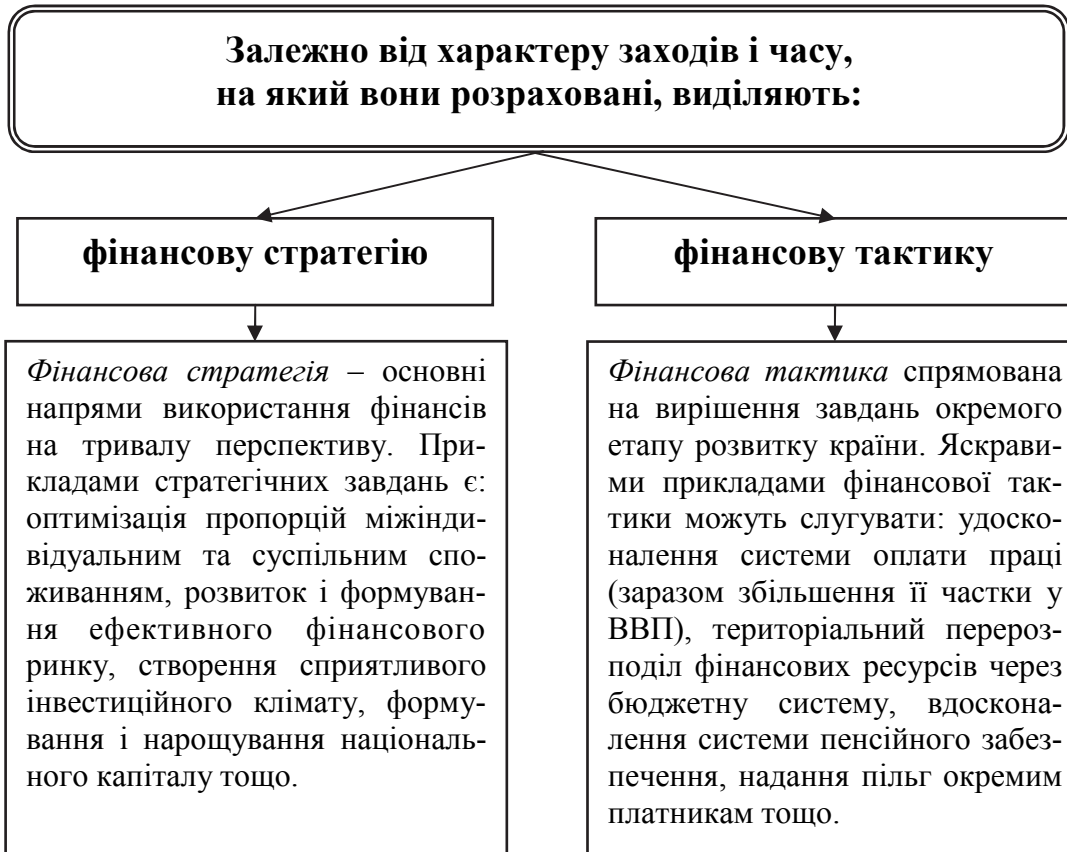 Залежно від характеру заходів і часу,
на який вони розраховані, виділяють:
фінансову стратегію
Фінансова стратегія – основні
напрями використання фінансів
на тривалу перспективу. При-
кладами стратегічних завдань є:
оптимізація пропорцій міжінди-
відуальним та суспільним спо-
живанням, розвиток і формуван-
ня ефективного фінансового
ринку, створення сприятливого
інвестиційного клімату, форму-
вання і нарощування національ-
ного капіталу тощо.
фінансову тактику
Фінансова тактика спрямована
на вирішення завдань окремого
етапу розвитку країни. Яскрави-
ми прикладами фінансової так-
тики можуть слугувати: удоско-
налення системи оплати праці
(заразом збільшення її частки у
ВВП), територіальний перероз-
поділ фінансових ресурсів через
бюджетну систему, вдоскона-
лення системи пенсійного забез-
печення, надання пільг окремим
платникам тощо.